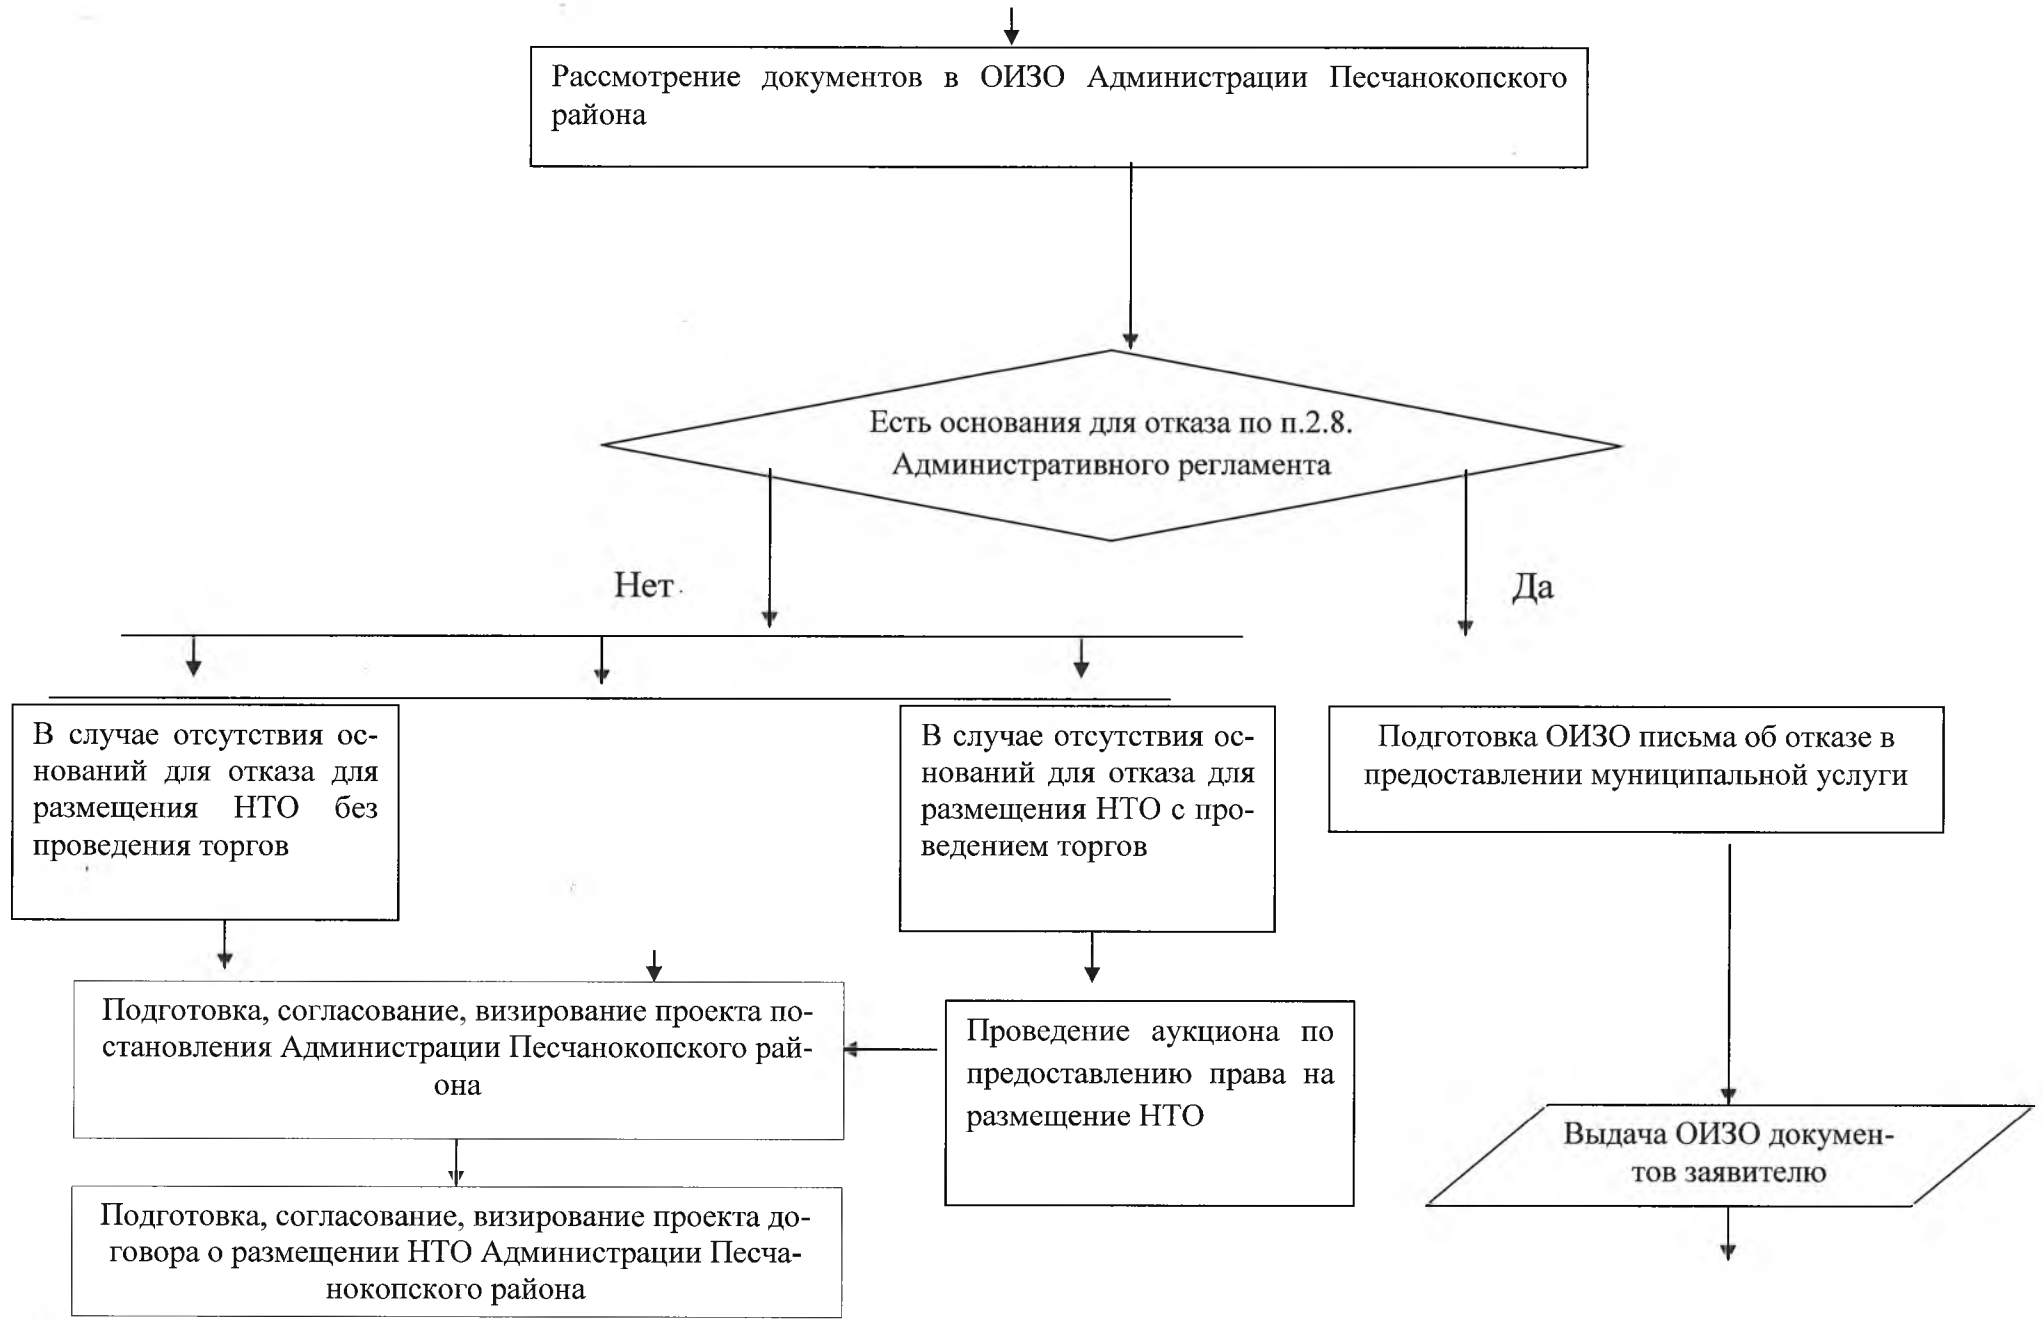 Рассмотрение документов в ОИЗО Администрации Песчанокопского
района
Есть основания для отказа по п.2.8.
Административного регламента
Нет
Да
В случае отсутствия ос-
нований для отказа для
размещения НТО без
проведения торгов
В случае отсутствия ос-
нований для отказа для
размещения НТО с про-
ведением торгов
Подготовка ОИЗО письма об отказе в
предоставлении муниципальной услуги
Подготовка, согласование, визирование проекта по-
становления Администрации Песчанокопского рай-
она
Проведение аукциона по
предоставлению права на
размещение НТО
Выдача ОИЗО докумен-
тов заявителю
Подготовка, согласование, визирование проекта до-
говора о размещении НТО Администрации Песча-
нокопского района